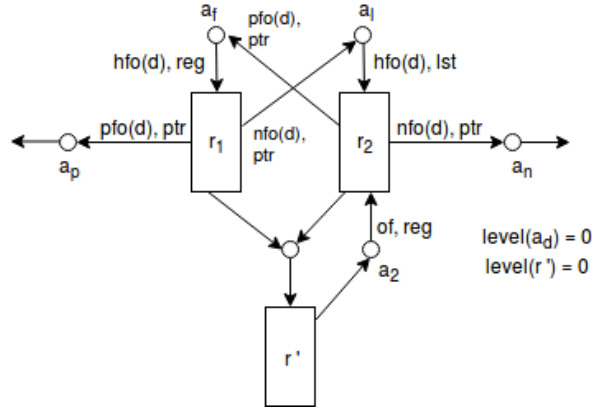 a_f
pfo(d),
ptr
a_l
hfo(d), reg
hfo(d), lst
pfo(d), ptr
r_1
nfo(d),
ptr
r_2
nfo(d), ptr
a_p
a_n
of, reg
a_2
level(a_d) = 0
level(r ') = 0
r '